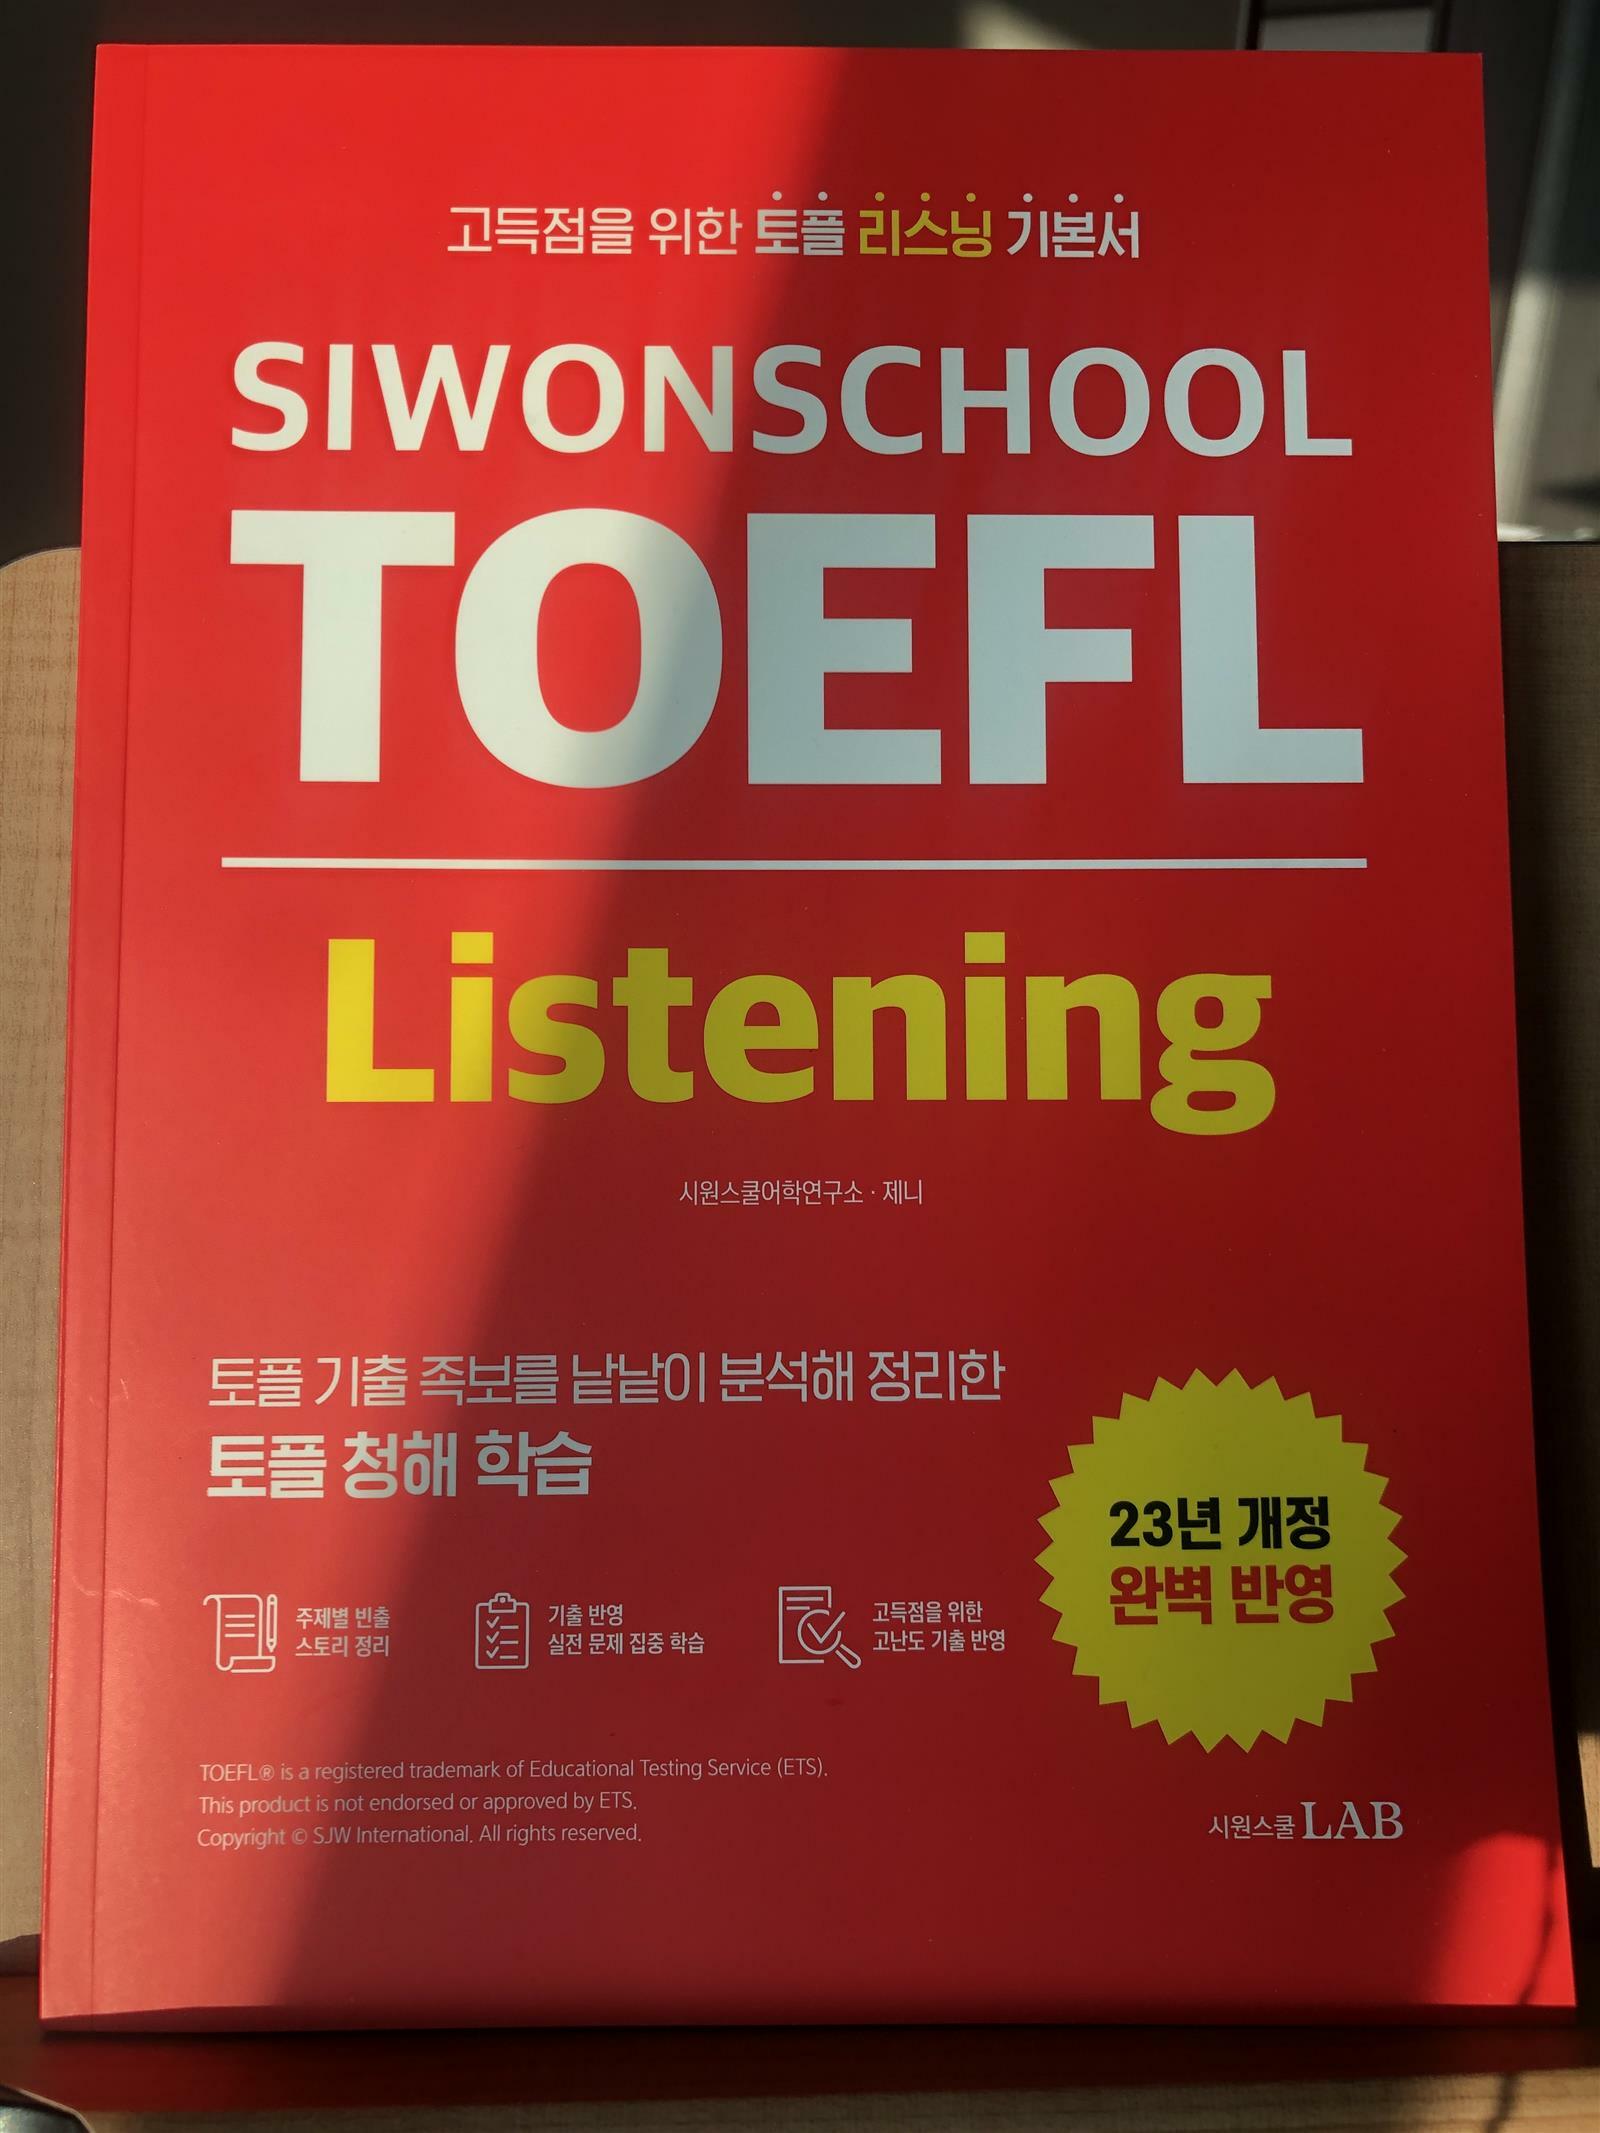 고득점을 위한 토플 리스닝 기본서
SIWONSCHOOL
TOEFL
Listening
시원스쿨어학연구소 · 제니
토플 기출 족보를 낱낱이 분석해 정리한
토플 청해 학습
23년 개정
완벽 반영
주제별 빈출
스토리 정리
기출 반영
실전 문제 집중 학습
고득점을 위한
고난도 기출 반영
TOEFL® is a registered trademark of Educational Testing Service (ETS).
This product is not endorsed or approved by ETS.
Copyright © SJW International. All rights reserved.
시원스쿨 LAB